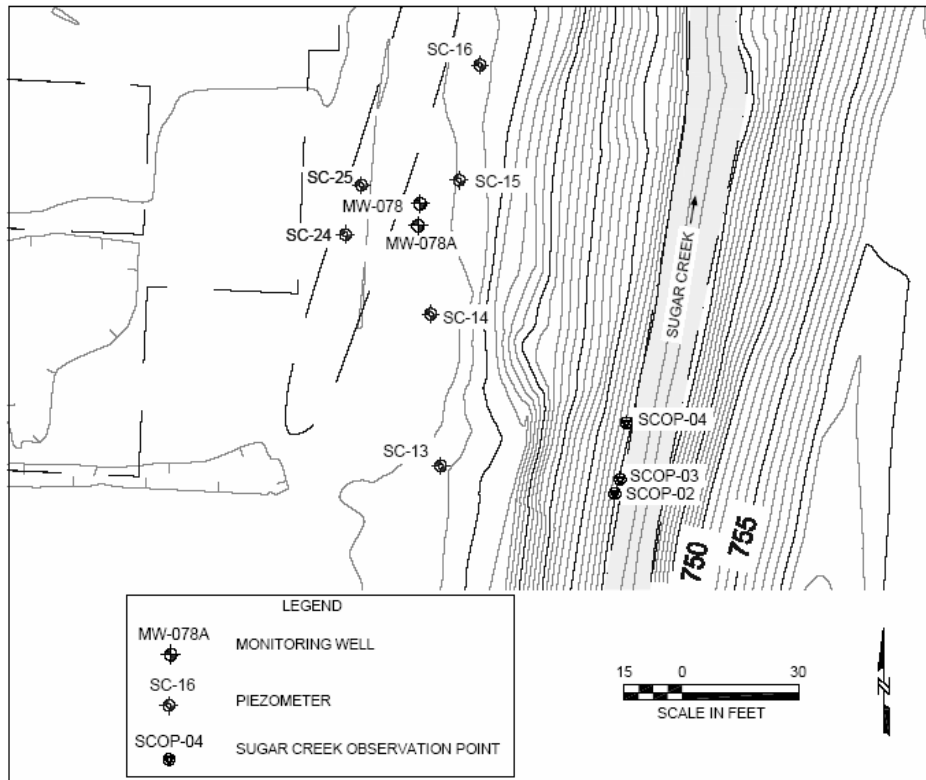 SC-16
SC-25
SC-15
MW-078
SC-24
MW-078A
SUGAR CREEK
SC-14
SCOP-04
SC-13
SCOP-03
SCOP-02
750
755
LEGEND
MW-078A
MONITORING WELL
SC-16
PIEZOMETER
SCOP-04
SUGAR CREEK OBSERVATION POINT
15 0 30
SCALE IN FEET
N